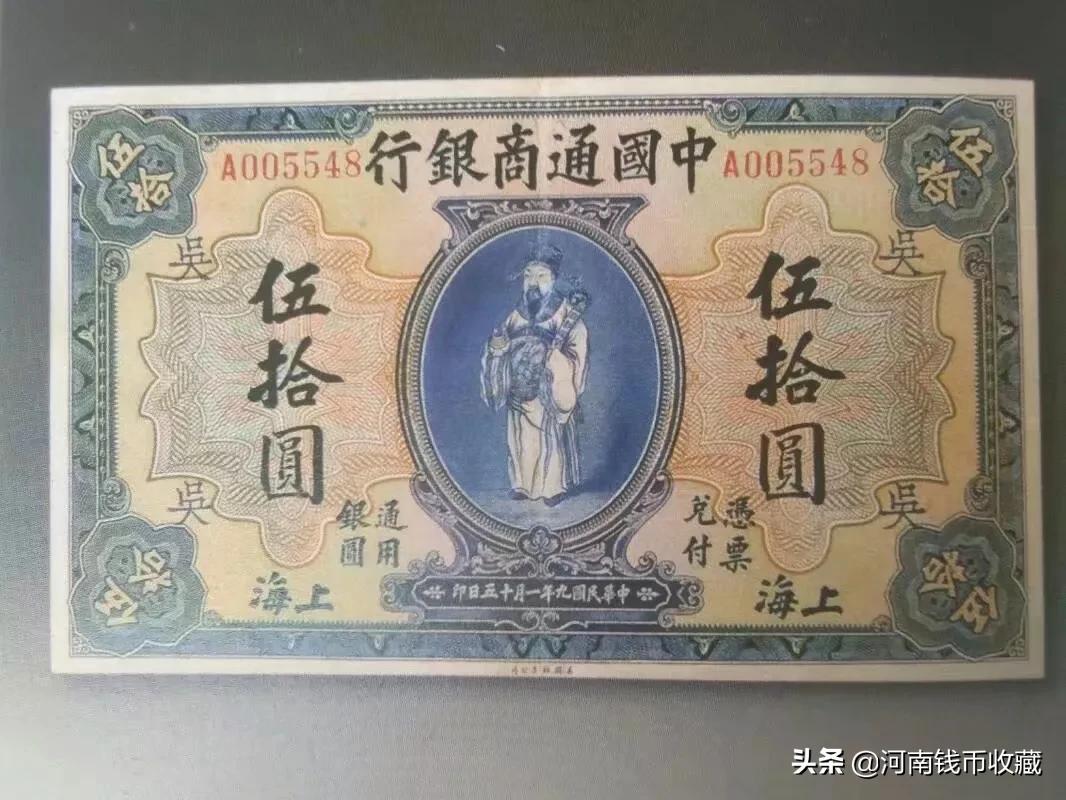 中國通商銀行
A005548
A005548
伍拾
伍拾
吳
吳
伍拾圓
伍拾圓
吳
吳
憑票
兌付
通用
銀圓
上海
上海
中華民國九年一月十五日印
伍拾
伍拾
头条 @河南钱币收藏